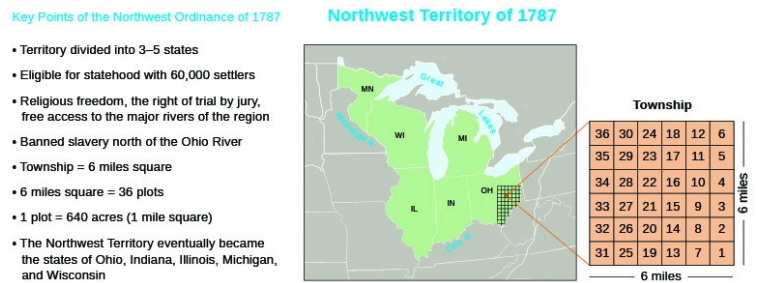 Key Points of the Northwest Ordinance of 1787
• Territory divided into 3–5 states
• Eligible for statehood with 60,000 settlers
• Religious freedom, the right of trial by jury,
free access to the major rivers of the region
• Banned slavery north of the Ohio River
• Township = 6 miles square
• 6 miles square = 36 plots
• 1 plot = 640 acres (1 mile square)
• The Northwest Territory eventually became
the states of Ohio, Indiana, Illinois, Michigan,
and Wisconsin
Northwest Territory of 1787
MN
WI
MI
IL
IN
OH
Great
Lakes
Mississippi R.
Ohio R.
Township
36 30 24 18 12 6
35 29 23 17 11 5
34 28 22 16 10 4
33 27 21 15 9 3
32 26 20 14 8 2
31 25 19 13 7 1
6 miles
6 miles